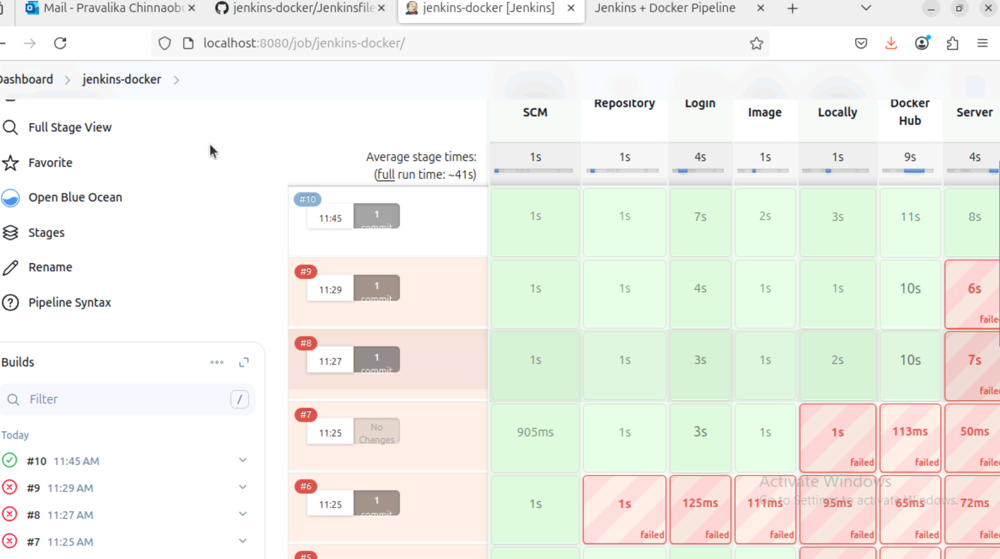 Mail - Pravalika Chinnaobu
jenkins-docker/Jenkinsfile
jenkins-docker [Jenkins]
Jenkins + Docker Pipeline
localhost:8080/job/jenkins-docker/
Dashboard
jenkins-docker
Full Stage View
Favorite
Open Blue Ocean
Stages
Rename
Pipeline Syntax
Builds
Filter
/
Today
#10 11:45 AM
#9 11:29 AM
#8 11:27 AM
#7 11:25 AM
SCM
Repository
Login
Image
Locally
Docker
Hub
Server
Average stage times:
(full run time: ~41s)
1s 1s 4s 1s 1s 9s 4s
#10
11:45
1
commit
1s 1s 7s 2s 3s 11s 8s
#9
11:29
1
commit
1s 1s 4s 1s 1s 10s 6s
faile
#8
11:27
1
commit
1s 1s 3s 1s 2s 10s 7s
faile
#7
11:25
No
Changes
905ms 1s 3s 1s 1s 113ms 50ms
failed failed faile
#6
11:25
1
commit
1s 1s 125ms 111ms 95ms 65ms 72ms
failed failed failed failed failed faile
#5
Activate Windows
Go to Settings to activate Windows.